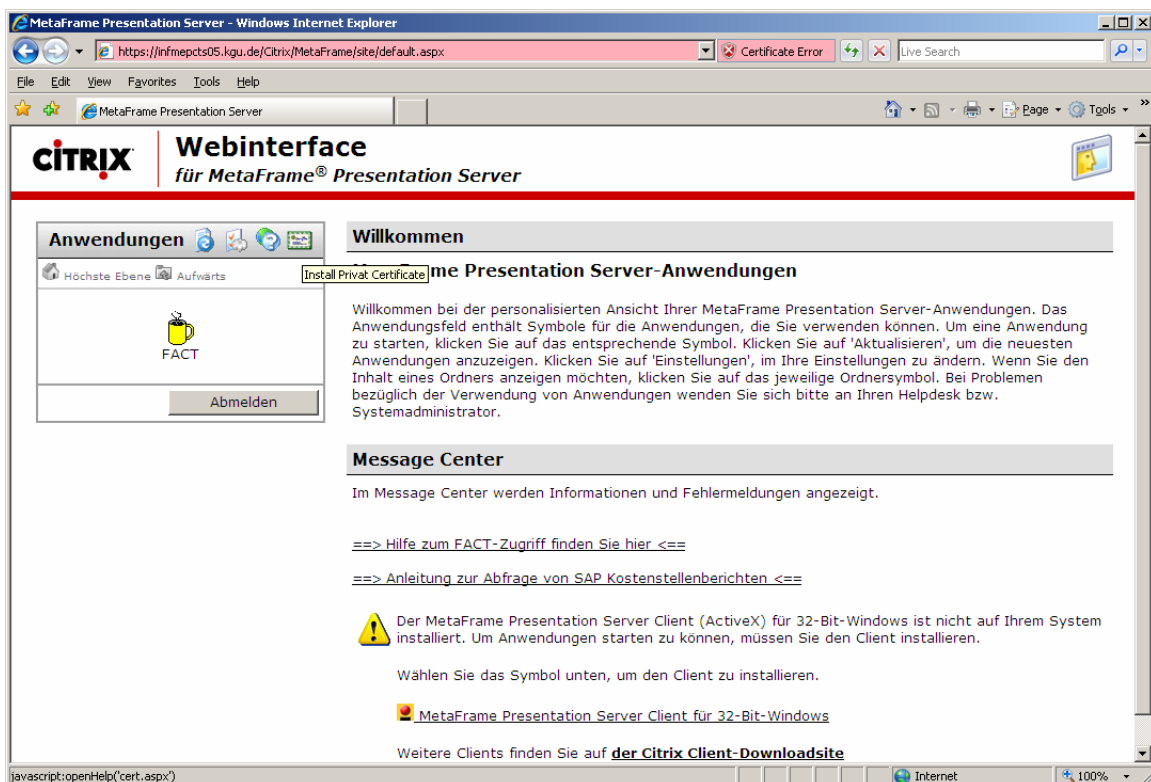 MetaFrame Presentation Server - Windows Internet Explorer
https://infmepcts05.kgu.de/Citrix/MetaFrame/site/default.aspx
Certificate Error
Live Search
File Edit View Favorites Tools Help
MetaFrame Presentation Server
Page Tools »
CITRIX
Webinterface
für MetaFrame® Presentation Server
Anwendungen
Höchste Ebene Aufwärts
Install Privat Certificate
FACT
Abmelden
Willkommen
me Presentation Server-Anwendungen
Willkommen bei der personalisierten Ansicht Ihrer MetaFrame Presentation Server-Anwendungen. Das
Anwendungsfeld enthält Symbole für die Anwendungen, die Sie verwenden können. Um eine Anwendung
zu starten, klicken Sie auf das entsprechende Symbol. Klicken Sie auf 'Aktualisieren', um die neuesten
Anwendungen anzuzeigen. Klicken Sie auf 'Einstellungen', im Ihre Einstellungen zu ändern. Wenn Sie den
Inhalt eines Ordners anzeigen möchten, klicken Sie auf das jeweilige Ordnersymbol. Bei Problemen
bezüglich der Verwendung von Anwendungen wenden Sie sich bitte an Ihren Helpdesk bzw.
Systemadministrator.
Message Center
Im Message Center werden Informationen und Fehlermeldungen angezeigt.
==> Hilfe zum FACT-Zugriff finden Sie hier <==
==> Anleitung zur Abfrage von SAP Kostenstellenberichten <==
Der MetaFrame Presentation Server Client (ActiveX) für 32-Bit-Windows ist nicht auf Ihrem System
installiert. Um Anwendungen starten zu können, müssen Sie den Client installieren.
Wählen Sie das Symbol unten, um den Client zu installieren.
MetaFrame Presentation Server Client für 32-Bit-Windows
Weitere Clients finden Sie auf der Citrix Client-Downloadsite
javascript:openHelp('cert.aspx')
Internet
100%